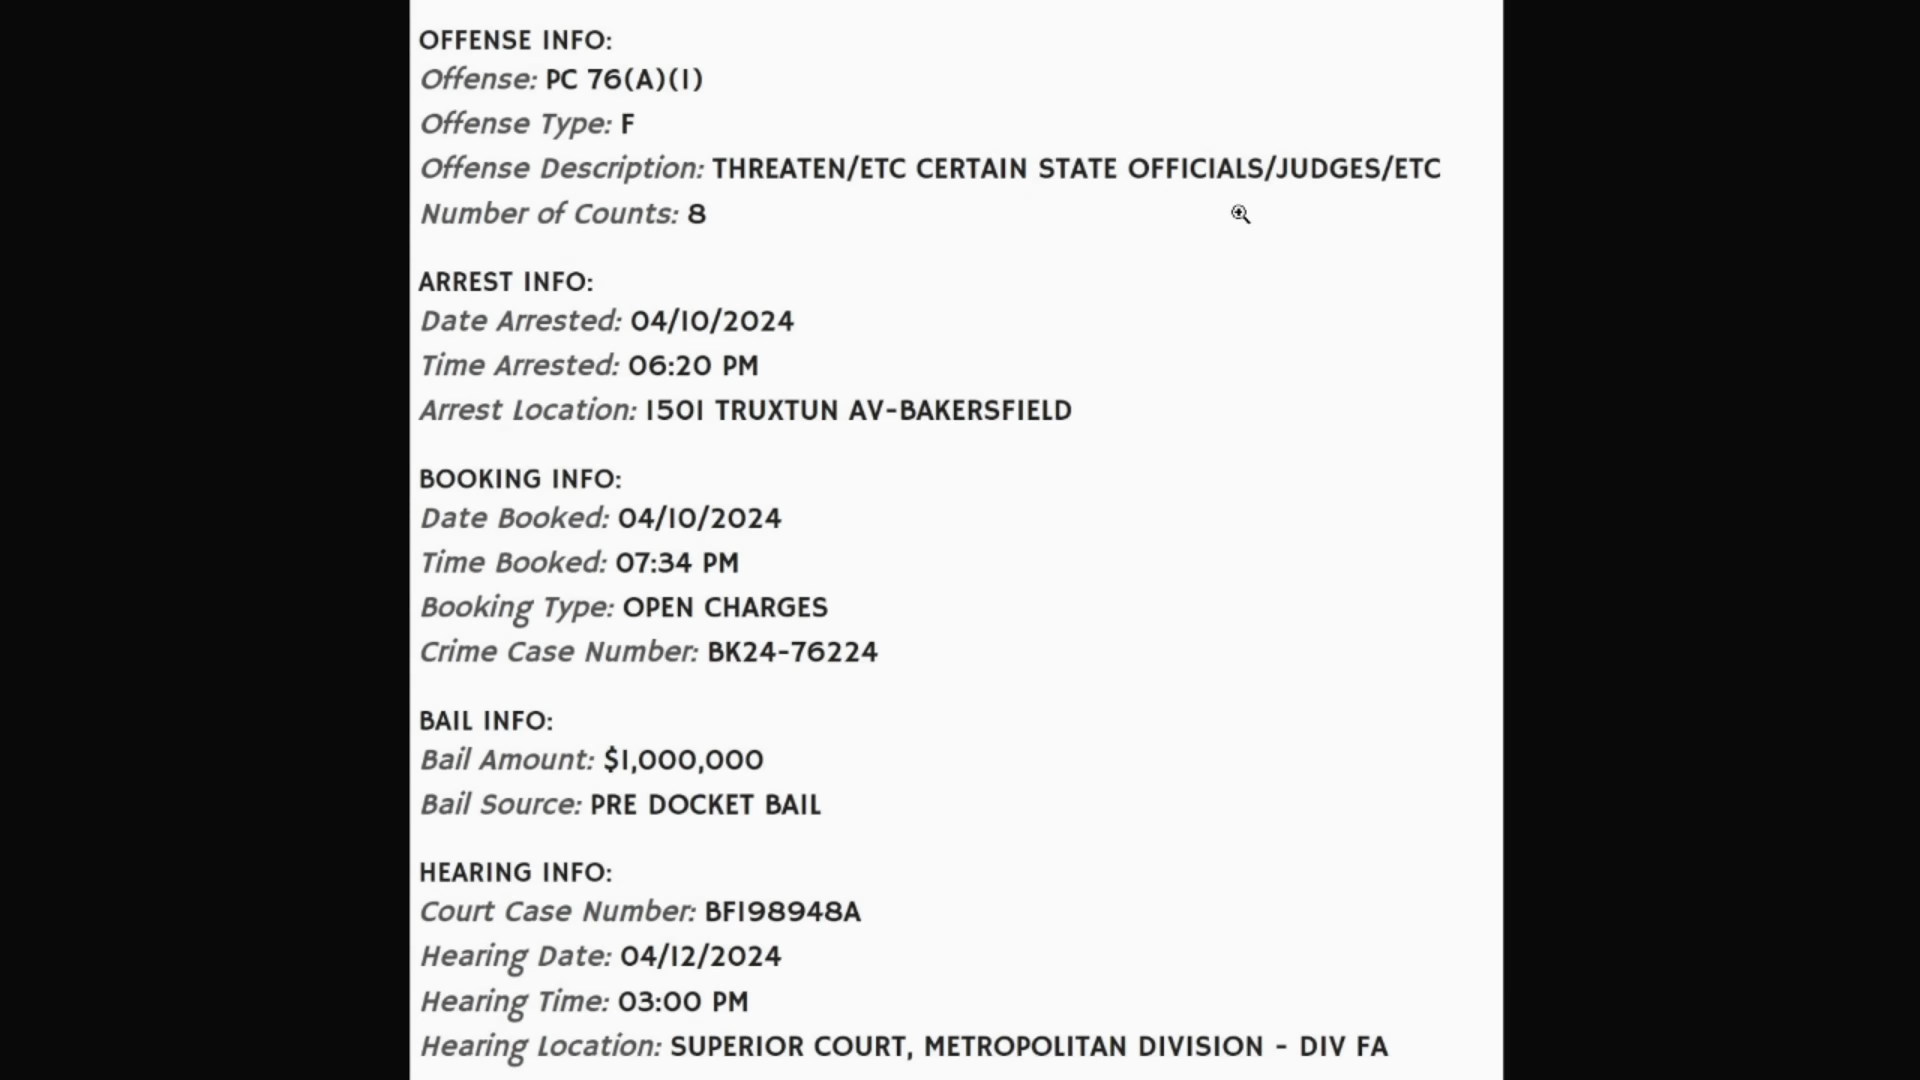 OFFENSE INFO:
Offense: PC 76(A)(1)
Offense Type: F
Offense Description: THREATEN/ETC CERTAIN STATE OFFICIALS/JUDGES/ETC
Number of Counts: 8
ARREST INFO:
Date Arrested: 04/10/2024
Time Arrested: 06:20 PM
Arrest Location: 1501 TRUXTUN AV-BAKERSFIELD
BOOKING INFO:
Date Booked: 04/10/2024
Time Booked: 07:34 PM
Booking Type: OPEN CHARGES
Crime Case Number: BK24-76224
BAIL INFO:
Bail Amount: $1,000,000
Bail Source: PRE DOCKET BAIL
HEARING INFO:
Court Case Number: BF198948A
Hearing Date: 04/12/2024
Hearing Time: 03:00 PM
Hearing Location: SUPERIOR COURT, METROPOLITAN DIVISION - DIV FA